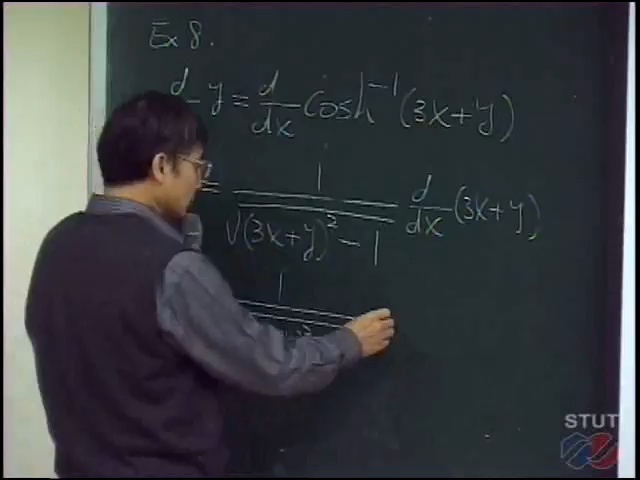 Ex 8.
d/dx y = d/dx Cosh⁻¹ (3x+y)
= 1/√((3x+y)² − 1) d/dx (3x+y)
1
STUT